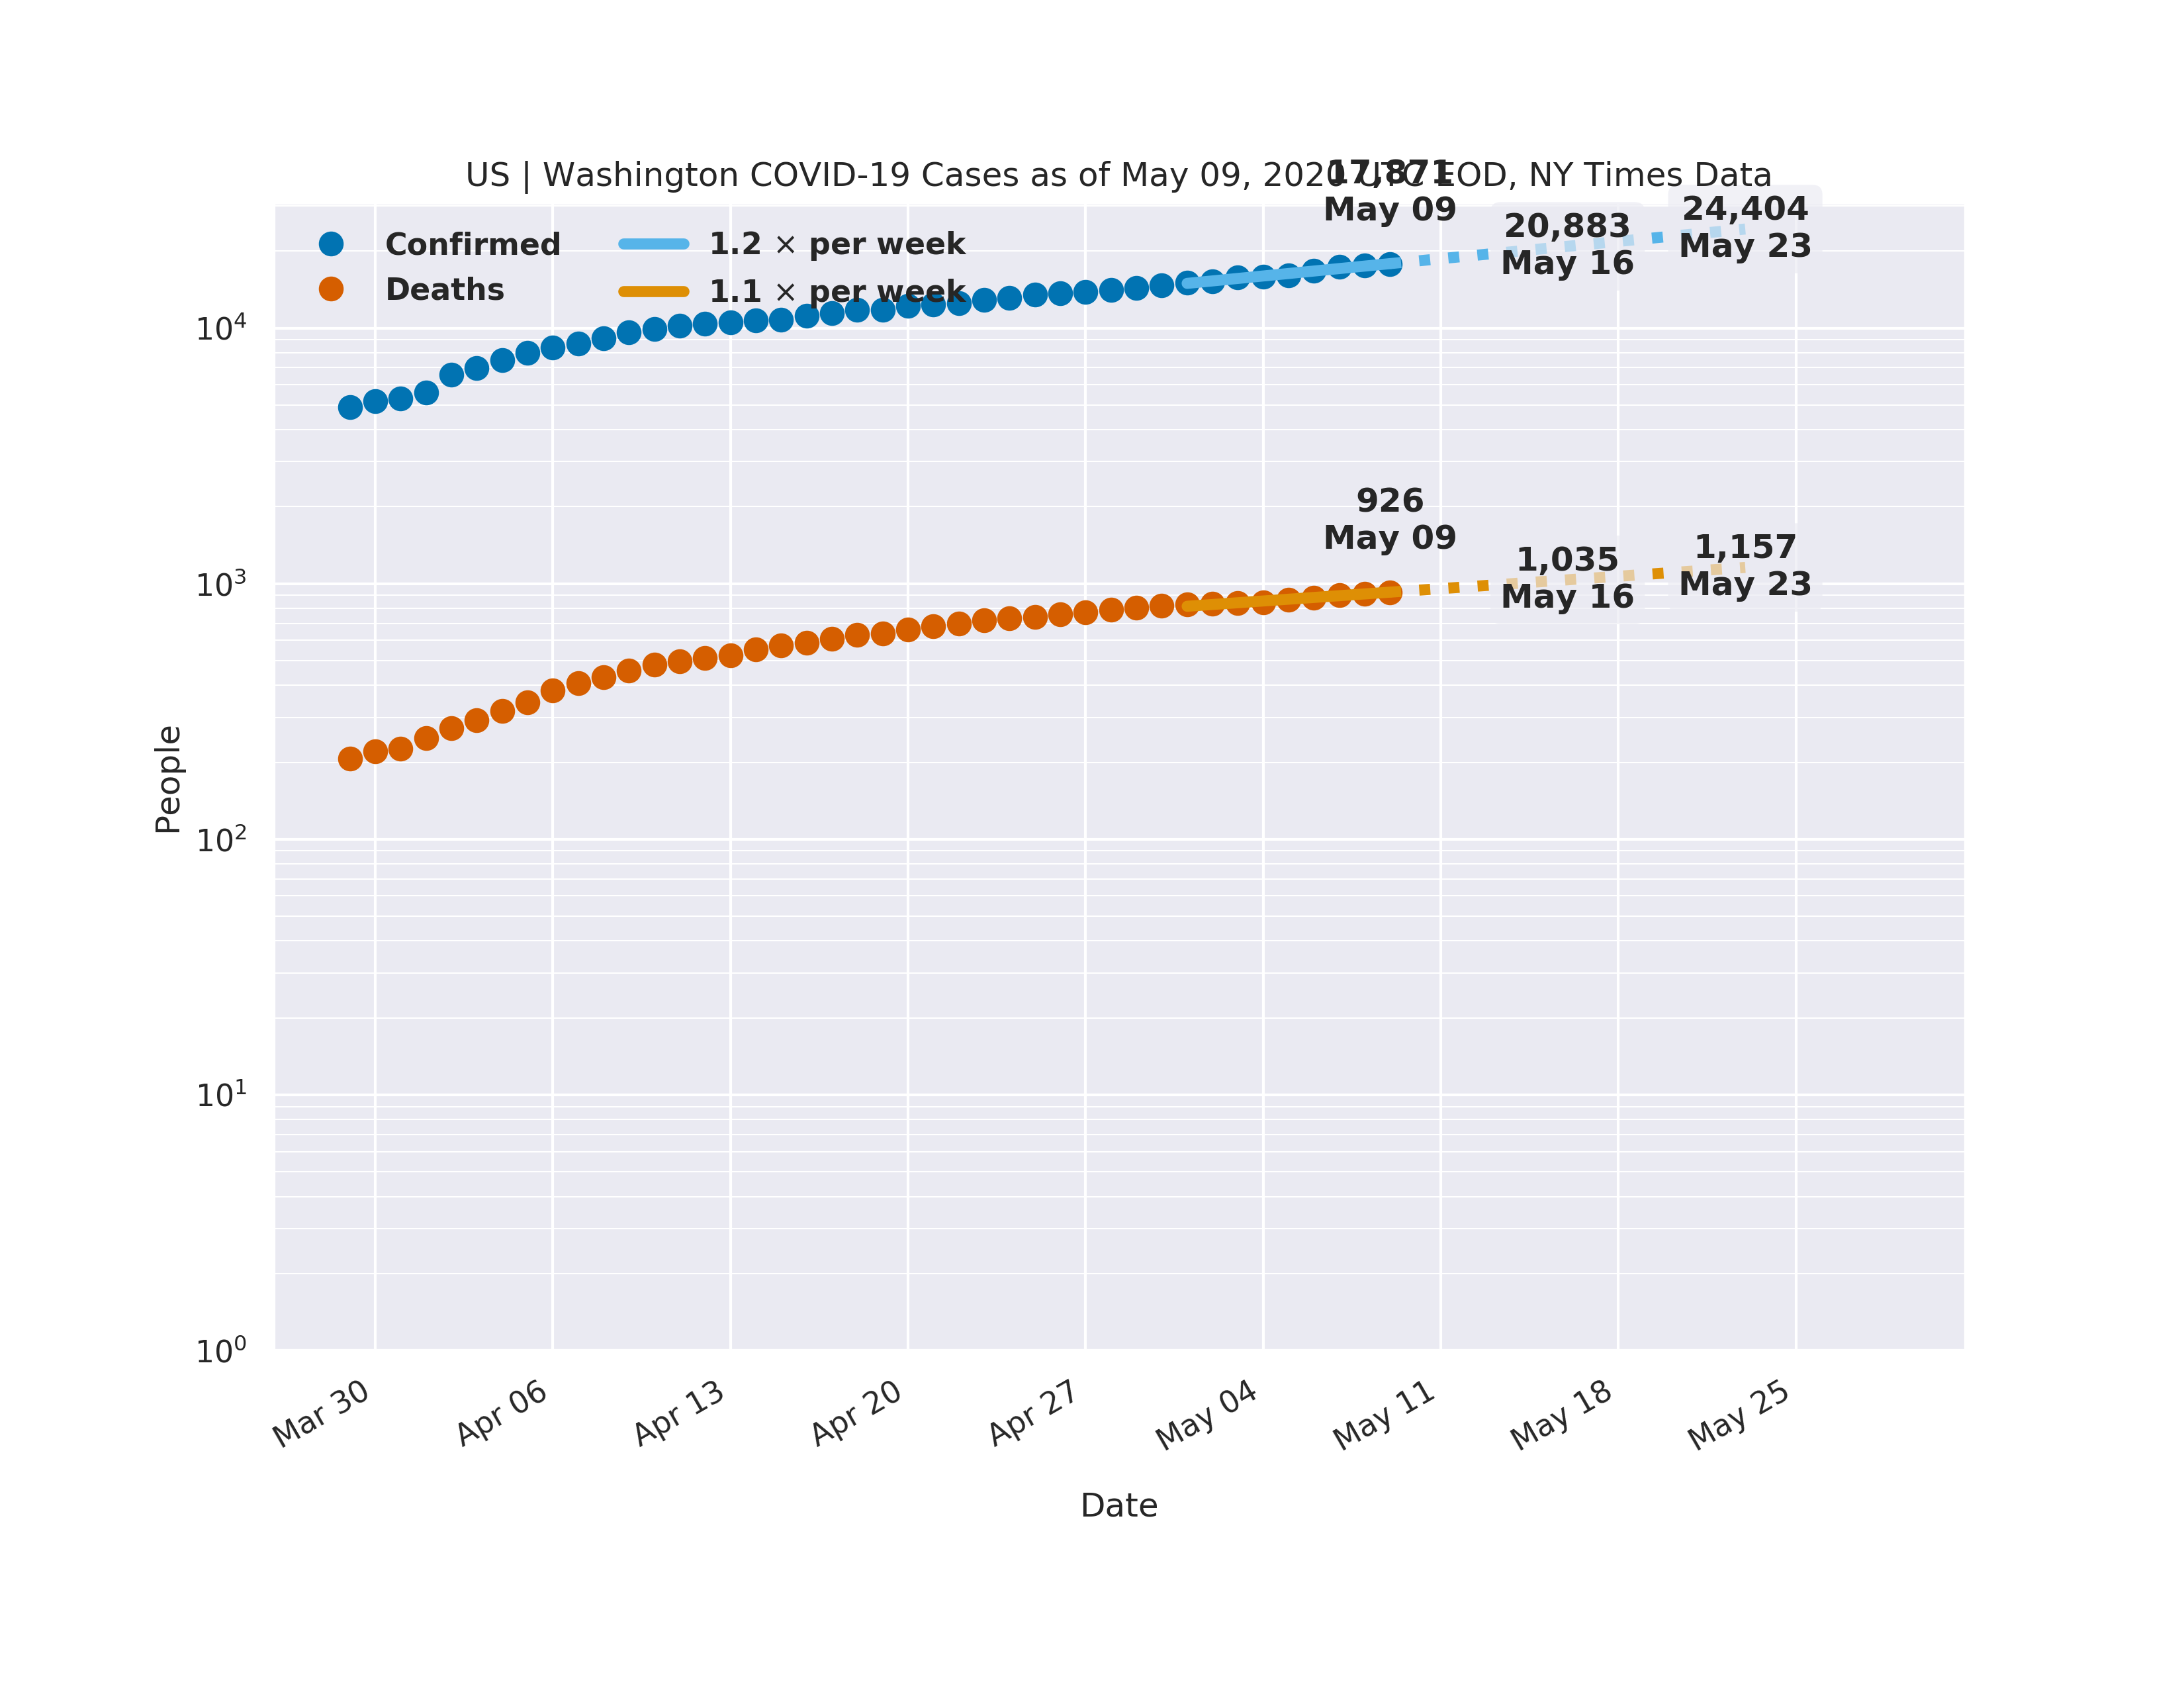 US | Washington COVID-19 Cases as of May 09, 2020 UTC EOD, NY Times Data
17,871
May 09
20,883
May 16
24,404
May 23
Confirmed
Deaths
1.2 × per week
1.1 × per week
926
May 09
1,035
May 16
1,157
May 23
People
10⁴
10³
10²
10¹
10⁰
Mar 30
Apr 06
Apr 13
Apr 20
Apr 27
May 04
May 11
May 18
May 25
Date